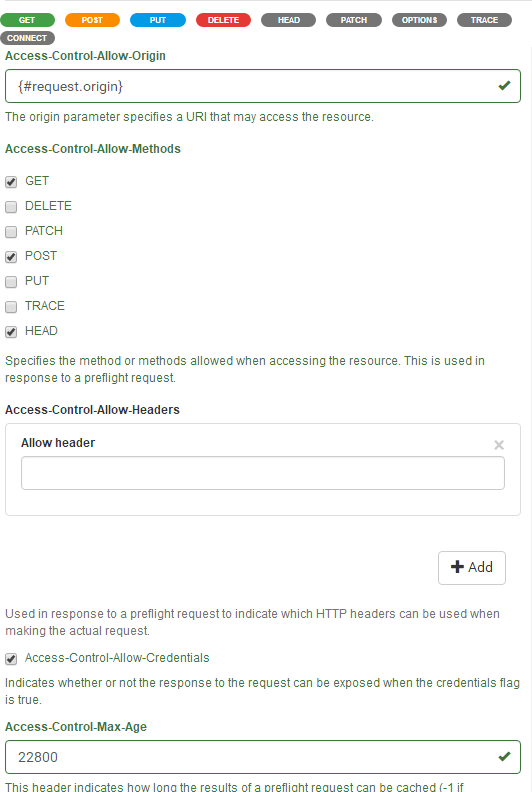 GET POST PUT DELETE HEAD PATCH OPTIONS TRACE
CONNECT
Access-Control-Allow-Origin
{#request.origin}
The origin parameter specifies a URI that may access the resource.
Access-Control-Allow-Methods
GET
DELETE
PATCH
POST
PUT
TRACE
HEAD
Specifies the method or methods allowed when accessing the resource. This is used in
response to a preflight request.
Access-Control-Allow-Headers
Allow header
Add
Used in response to a preflight request to indicate which HTTP headers can be used when
making the actual request.
Access-Control-Allow-Credentials
Indicates whether or not the response to the request can be exposed when the credentials flag
is true.
Access-Control-Max-Age
22800
This header indicates how long the results of a preflight request can be cached (-1 if